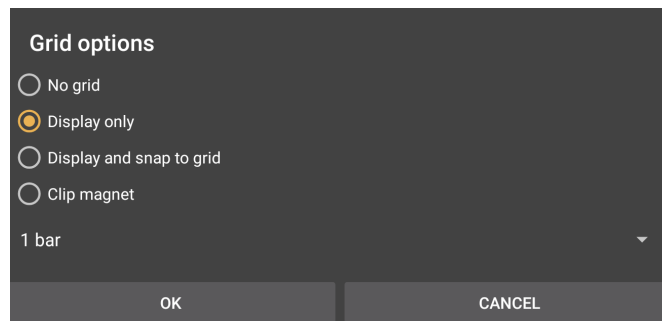 Grid options
No grid
Display only
Display and snap to grid
Clip magnet
1 bar
OK CANCEL